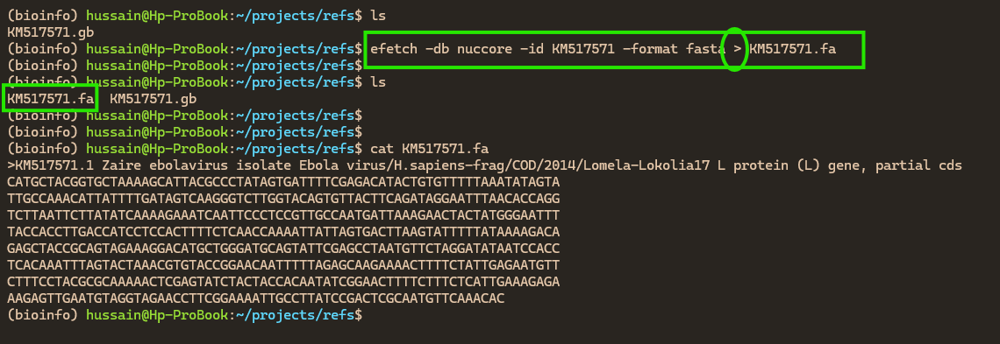 (bioinfo) hussain@Hp-ProBook:~/projects/refs$ ls
KM517571.gb
(bioinfo) hussain@Hp-ProBook:~/projects/refs$ efetch -db nuccore -id KM517571 -format fasta > KM517571.fa
(bioinfo) hussain@Hp-ProBook:~/projects/refs$
(bioinfo) hussain@Hp-ProBook:~/projects/refs$ ls
KM517571.fa  KM517571.gb
(bioinfo) hussain@Hp-ProBook:~/projects/refs$
(bioinfo) hussain@Hp-ProBook:~/projects/refs$
(bioinfo) hussain@Hp-ProBook:~/projects/refs$ cat KM517571.fa
>KM517571.1 Zaire ebolavirus isolate Ebola virus/H.sapiens-frag/COD/2014/Lomela-Lokolia17 L protein (L) gene, partial cds
CATGCTACGGTGCTAAAAGCATTACGCCCTATAGTGATTTTCGAGACATACTGTGTTTTTAAATATAGTA
TTGCCAAACATTATTTTGATAGTCAAGGGTCTTGGTACAGTGTTACTTCAGATAGGAATTTAACACCAGG
TCTTAATTCTTATATCAAAAGAAATCAATTCCCTCCGTTGCCAATGATTAAAGAACTACTATGGGAATTT
TACCACCTTGACCATCCTCCACTTTTCTCAACCAAAATTATTAGTGACTTAAGTATTTTTATAAAAGACA
GAGCTACCGCAGTAGAAAGGACATGCTGGGATGCAGTATTCGAGCCTAATGTTCTAGGATATAATCCACC
TCACAAATTTAGTACTAAACGTGTACCGGAACAATTTTTAGAGCAAGAAAACTTTTCTATTGAGAATGTT
CTTTCCTACGCGCAAAAACTCGAGTATCTACTACCACAATATCGGAACTTTTCTTTCTCATTGAAAGAGA
AAGAGTTGAATGTAGGTAGAACCTTCGGAAAATTGCCTTATCCGACTCGCAATGTTCAAACAC
(bioinfo) hussain@Hp-ProBook:~/projects/refs$